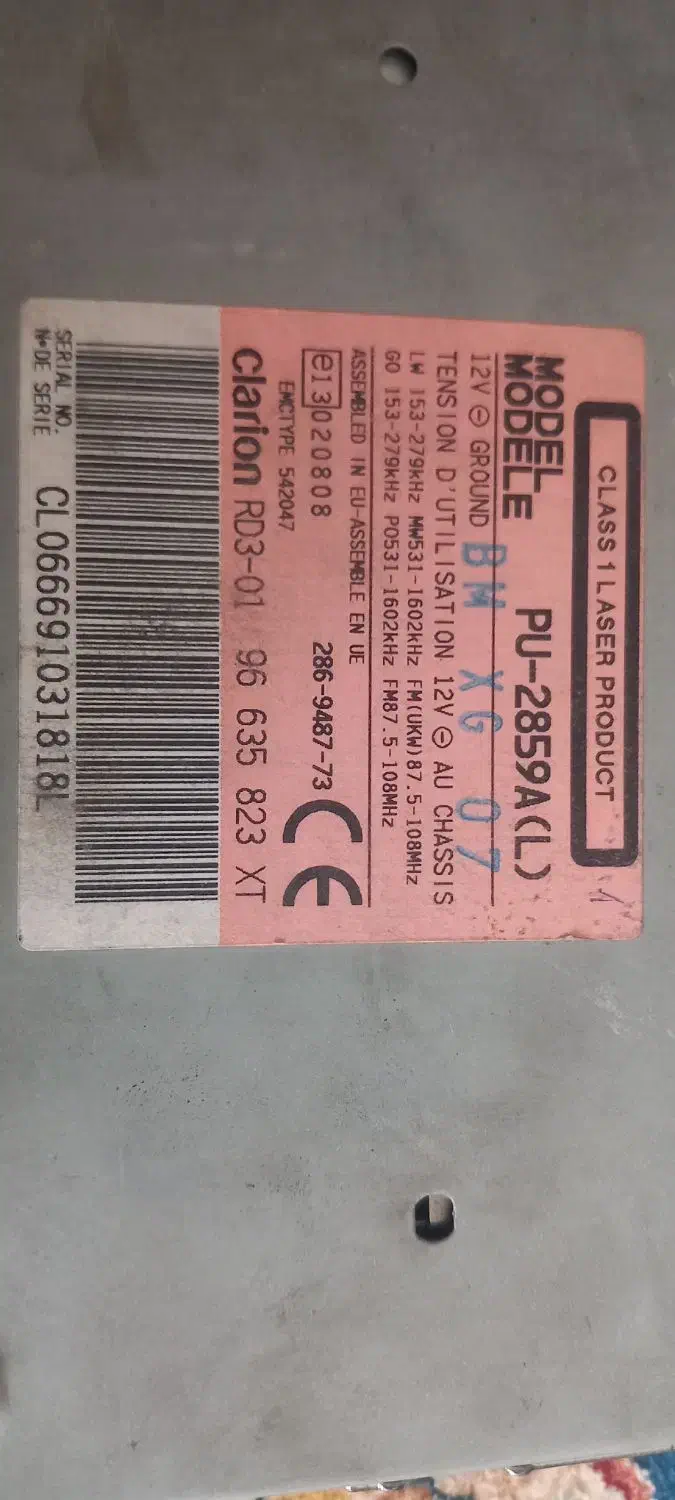 CLASS 1 LASER PRODUCT
MODEL
MODELE PU-2859A(L)
12V ⊖ GROUND BM XG 07
TENSION D'UTILISATION 12V ⊖ AU CHASSIS
LW 153-279kHz MW531-1602kHz FM(UKW)87.5-108MHz
GO 153-279kHz PO531-1602kHz FM87.5-108MHz
ASSEMBLED IN EU-ASSEMBLE EN UE
e13 020808 286-9487-73 CE
EMCTYPE 542047
clarion RD3-01 96 635 823 XT
SERIAL NO.
N°DE SERIE CL066691031818L